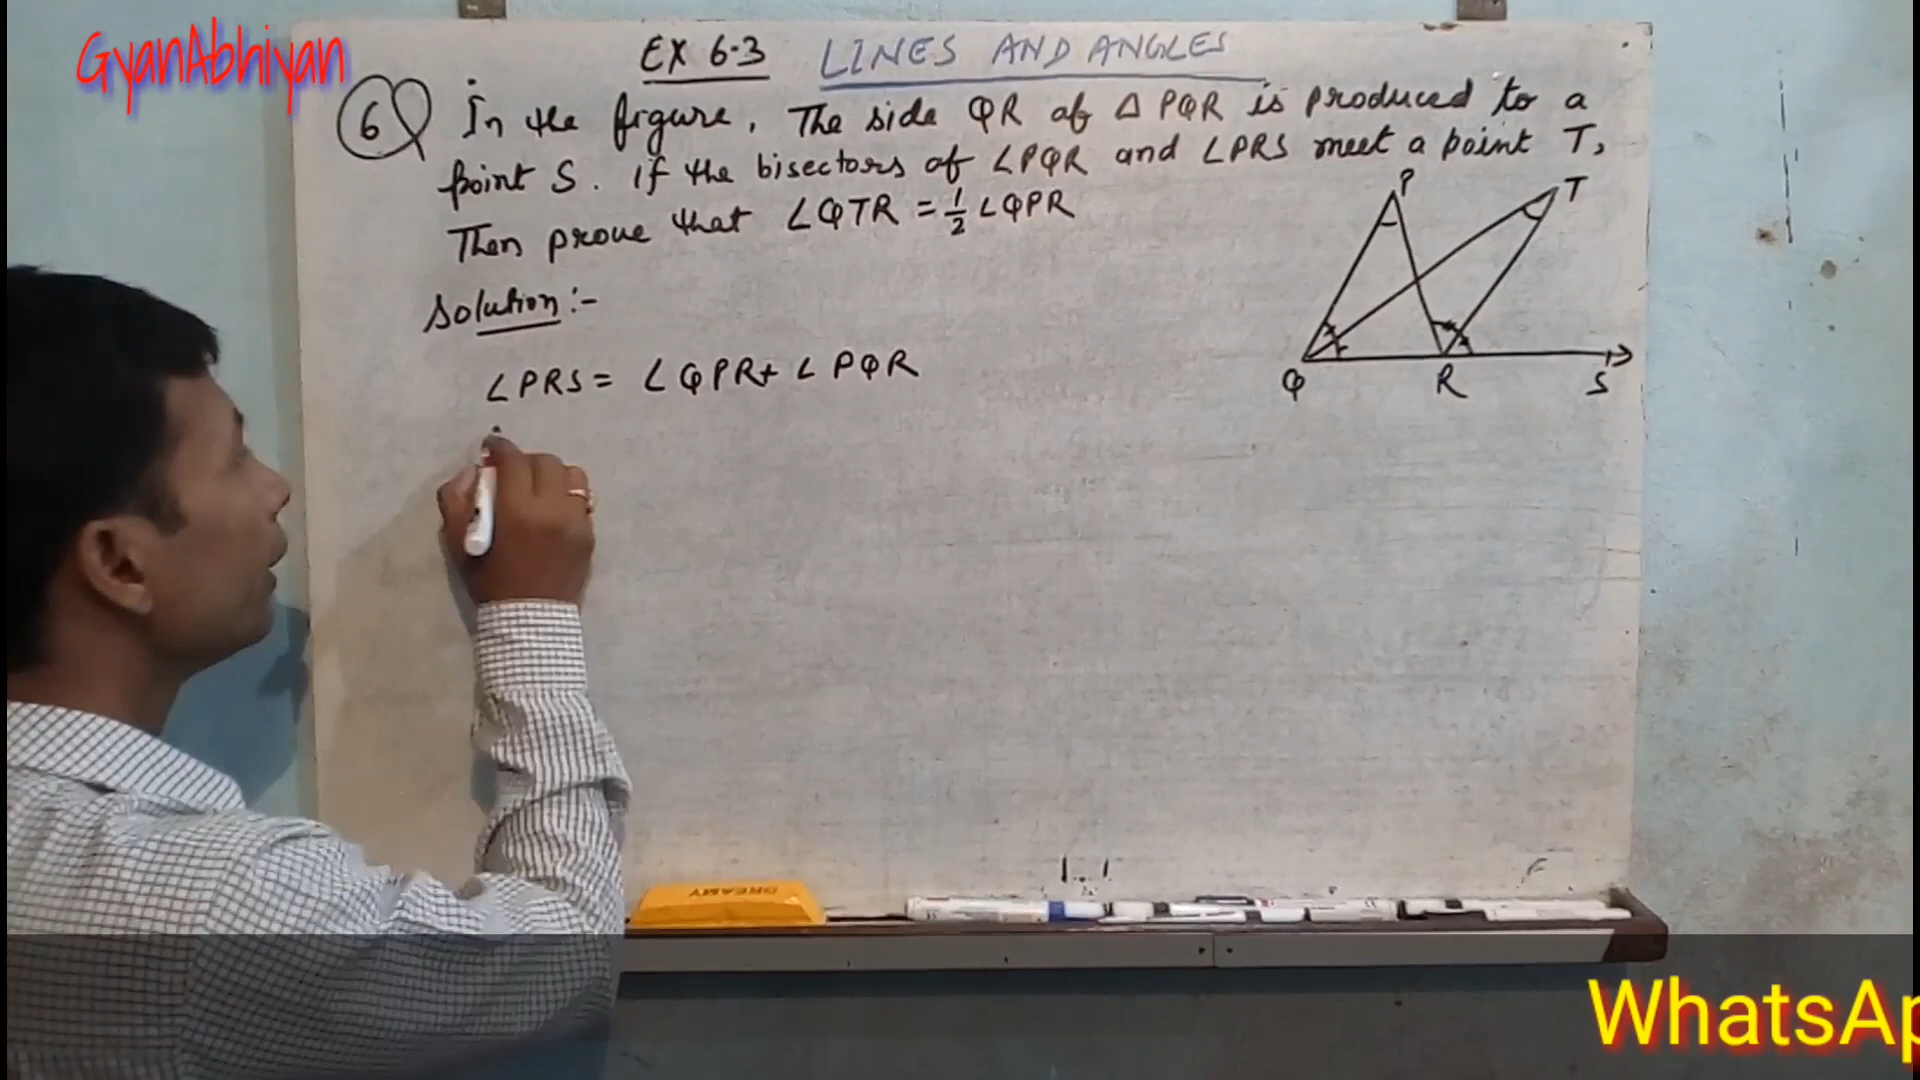 GyanAbhiyan
EX 6.3 LINES AND ANGLES
6 In the figure, The side QR of △ PQR is produced to a
point S. If the bisectors of ∠PQR and ∠PRS meet a point T,
Then prove that ∠QTR = 1/2 ∠QPR
Solution :-
∠PRS = ∠QPR + ∠PQR
P T
Q R S
DREAMY
WhatsAp